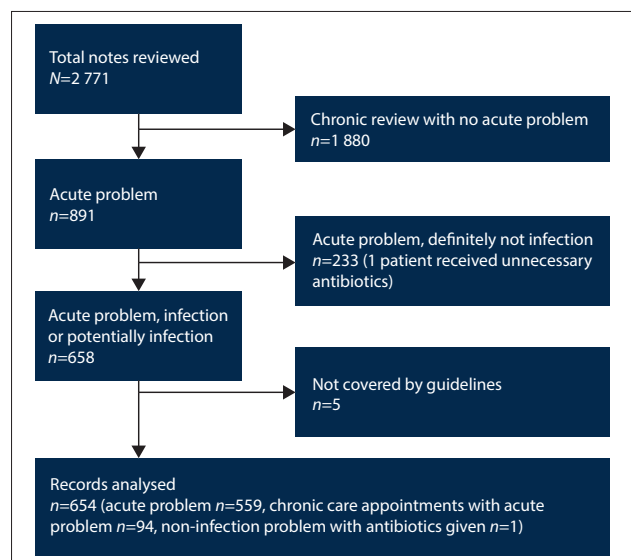 Total notes reviewed
N=2 771
Chronic review with no acute problem
n=1 880
Acute problem
n=891
Acute problem, definitely not infection
n=233 (1 patient received unnecessary
antibiotics)
Acute problem, infection
or potentially infection
n=658
Not covered by guidelines
n=5
Records analysed
n=654 (acute problem n=559, chronic care appointments with acute
problem n=94, non-infection problem with antibiotics given n=1)